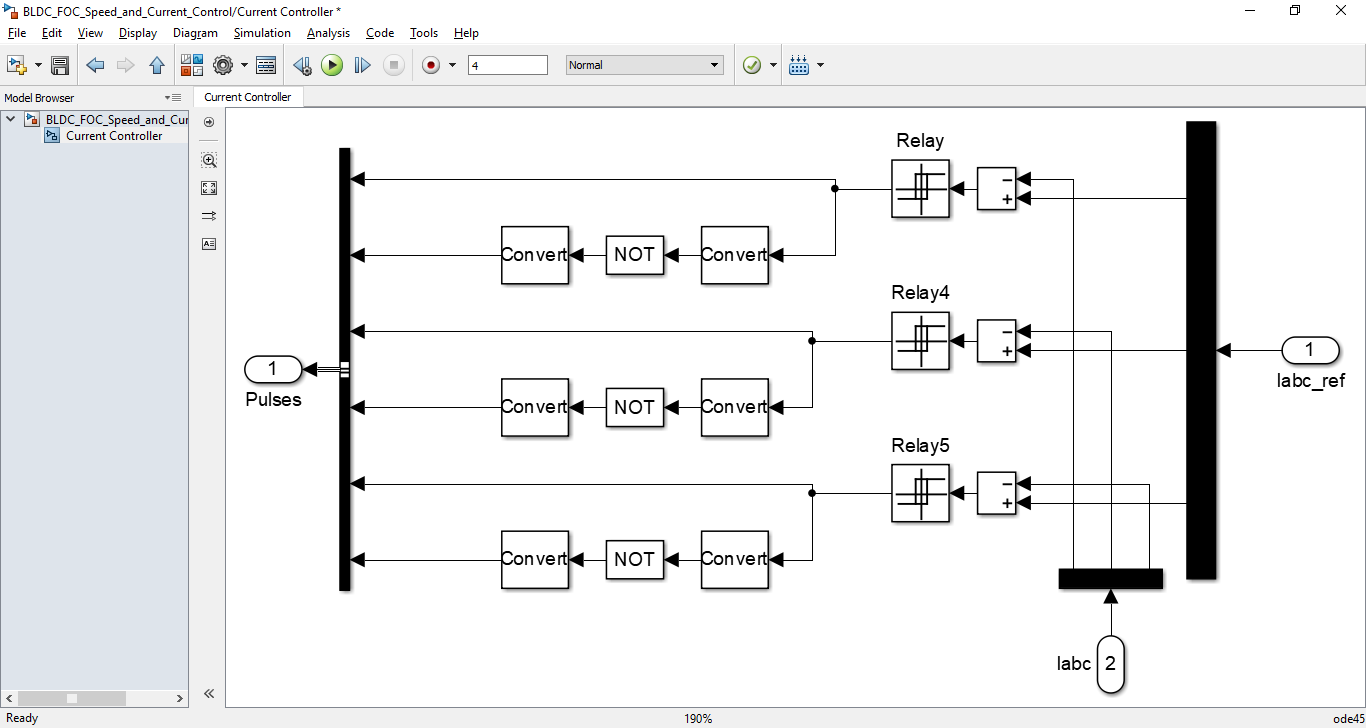 BLDC_FOC_Speed_and_Current_Control/Current Controller *
File Edit View Display Diagram Simulation Analysis Code Tools Help
4 Normal
Model Browser
Current Controller
BLDC_FOC_Speed_and_Cur
Current Controller
Relay
−
+
Convert NOT Convert
Relay4
−
+
1
Iabc_ref
1
Pulses
Convert NOT Convert
Relay5
−
+
Convert NOT Convert
Iabc 2
Ready 190% ode45